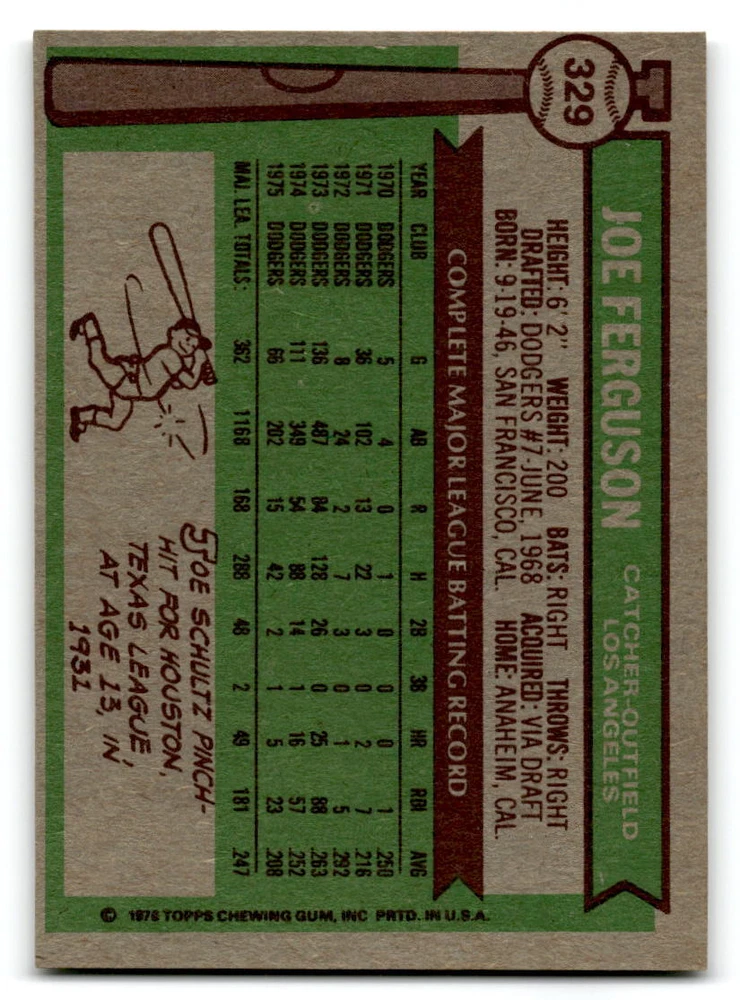 329
JOE FERGUSON
CATCHER-OUTFIELD
LOS ANGELES
HEIGHT: 6' 2" WEIGHT: 200 BATS: RIGHT THROWS: RIGHT
DRAFTED: DODGERS #7-JUNE, 1968 ACQUIRED: VIA DRAFT
BORN: 9-19-46, SAN FRANCISCO, CAL. HOME: ANAHEIM, CAL.
COMPLETE MAJOR LEAGUE BATTING RECORD
YEAR CLUB G AB R H 2B 3B HR RBI AVG
1970 DODGERS 5 4 0 1 0 0 0 1 .250
1971 DODGERS 36 102 13 22 3 0 2 7 .216
1972 DODGERS 8 24 2 7 3 0 1 5 .292
1973 DODGERS 136 487 84 128 26 0 25 88 .263
1974 DODGERS 111 349 54 88 14 1 16 57 .252
1975 DODGERS 66 202 15 42 2 1 5 23 .208
MAJ. LEA. TOTALS: 362 1168 168 288 48 2 49 181 .247
JOE SCHULTZ PINCH-
HIT FOR HOUSTON,
TEXAS LEAGUE,
AT AGE 13, IN
1931
© 1976 TOPPS CHEWING GUM, INC PRTD. IN U.S.A.